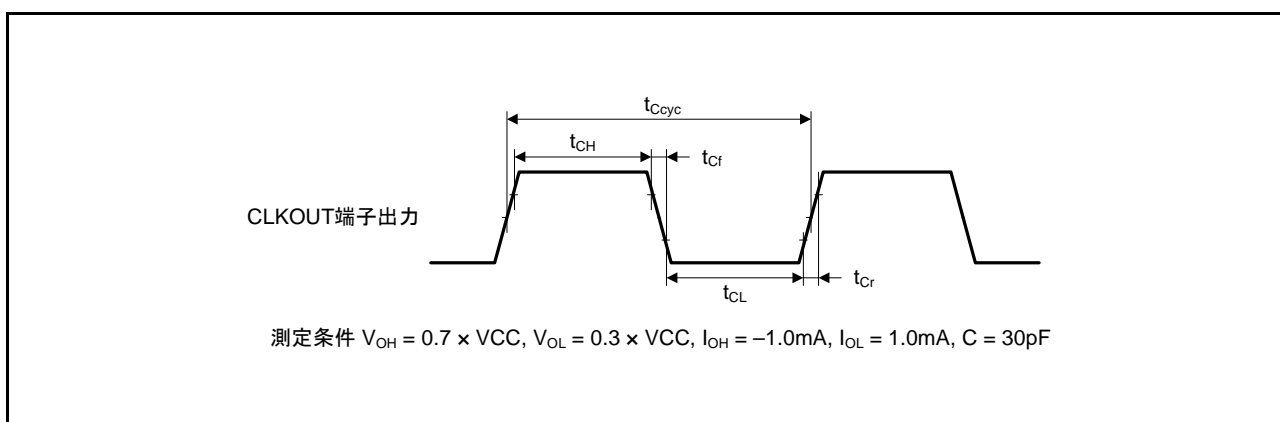 tCcyc
tCH
tCf
CLKOUT端子出力
tCL
tCr
測定条件 VOH = 0.7 × VCC, VOL = 0.3 × VCC, IOH = –1.0mA, IOL = 1.0mA, C = 30pF